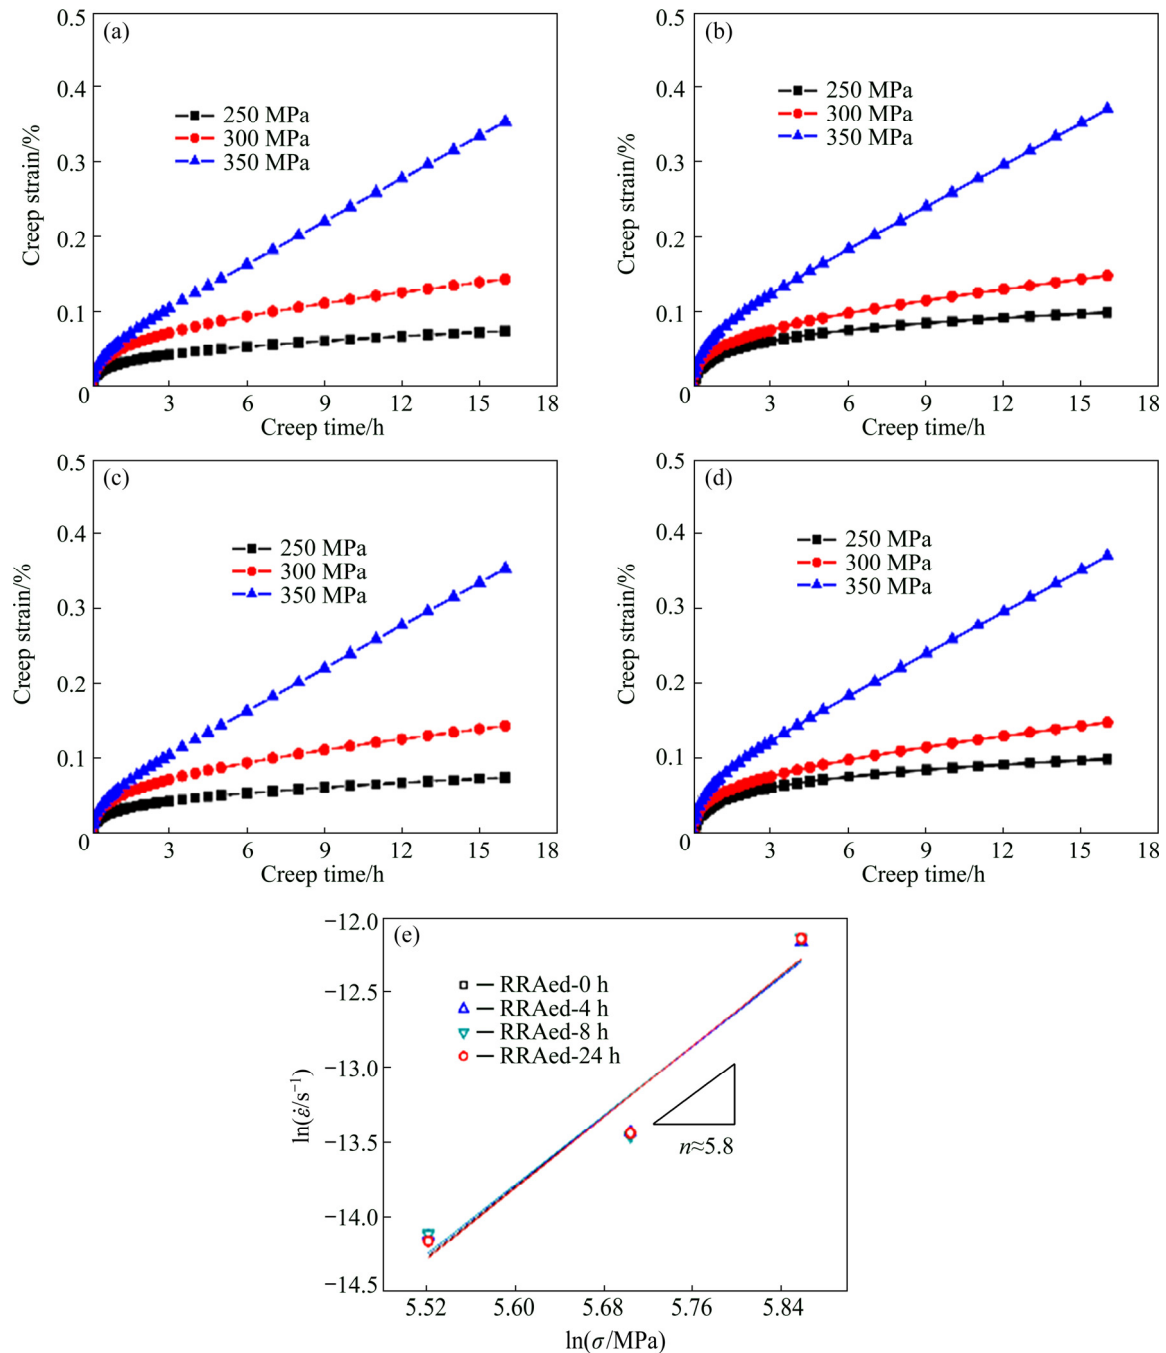 (a)
0.5
0.4
0.3
0.2
0.1
0
Creep strain/%
250 MPa
300 MPa
350 MPa
3 6 9 12 15 18
Creep time/h
(b)
0.5
0.4
0.3
0.2
0.1
0
Creep strain/%
250 MPa
300 MPa
350 MPa
3 6 9 12 15 18
Creep time/h
(c)
0.5
0.4
0.3
0.2
0.1
0
Creep strain/%
250 MPa
300 MPa
350 MPa
3 6 9 12 15 18
Creep time/h
(d)
0.5
0.4
0.3
0.2
0.1
0
Creep strain/%
250 MPa
300 MPa
350 MPa
3 6 9 12 15 18
Creep time/h
(e)
−12.0
−12.5
−13.0
−13.5
−14.0
−14.5
ln(ε̇/s⁻¹)
RRAed-0 h
RRAed-4 h
RRAed-8 h
RRAed-24 h
n≈5.8
5.52 5.60 5.68 5.76 5.84
ln(σ/MPa)